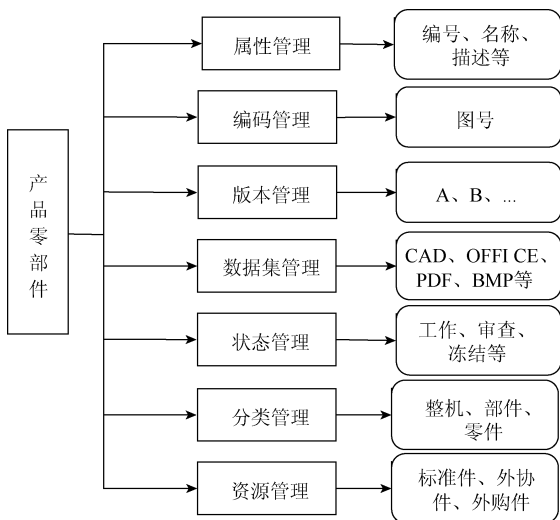 产品零部件
属性管理
编号、名称、
描述等
编码管理
图号
版本管理
A、B、...
数据集管理
CAD、OFFI CE、
PDF、BMP等
状态管理
工作、审查、
冻结等
分类管理
整机、部件、
零件
资源管理
标准件、外协
件、外购件